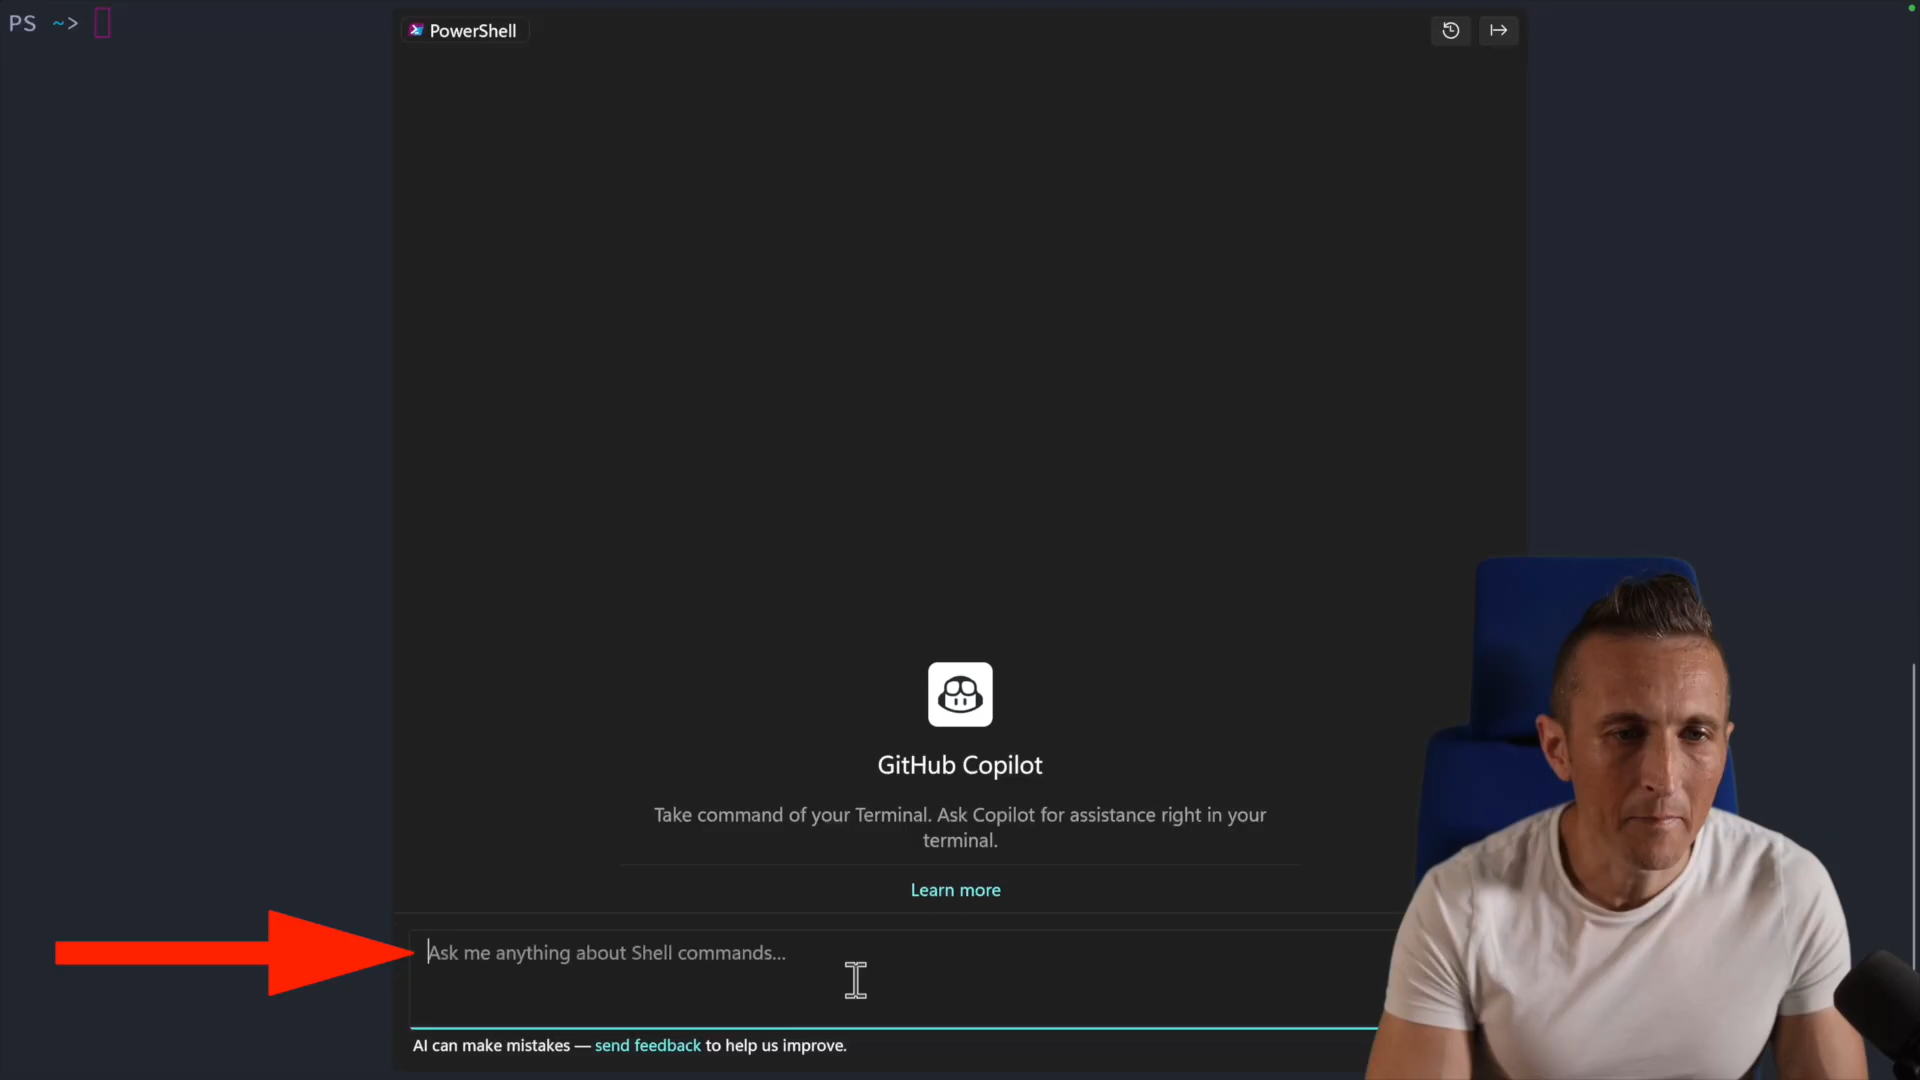 PS ~>
PowerShell
GitHub Copilot
Take command of your Terminal. Ask Copilot for assistance right in your
terminal.
Learn more
Ask me anything about Shell commands...
AI can make mistakes — send feedback to help us improve.